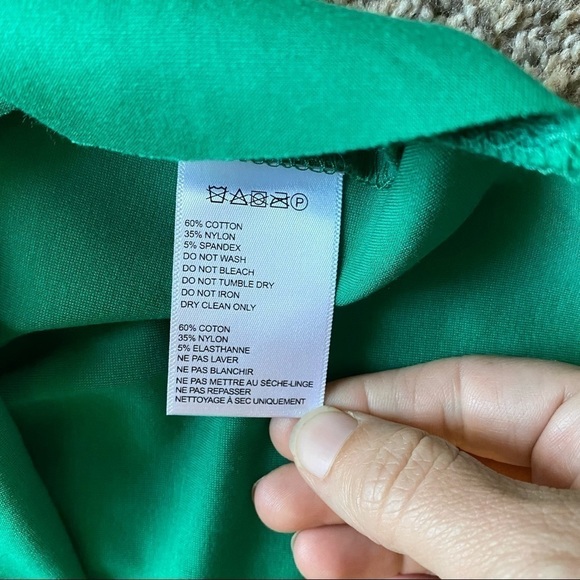 P
60% COTTON
35% NYLON
5% SPANDEX
DO NOT WASH
DO NOT BLEACH
DO NOT TUMBLE DRY
DO NOT IRON
DRY CLEAN ONLY
60% COTON
35% NYLON
5% ELASTHANNE
NE PAS LAVER
NE PAS BLANCHIR
NE PAS METTRE AU SÈCHE-LINGE
NE PAS REPASSER
NETTOYAGE À SEC UNIQUEMENT